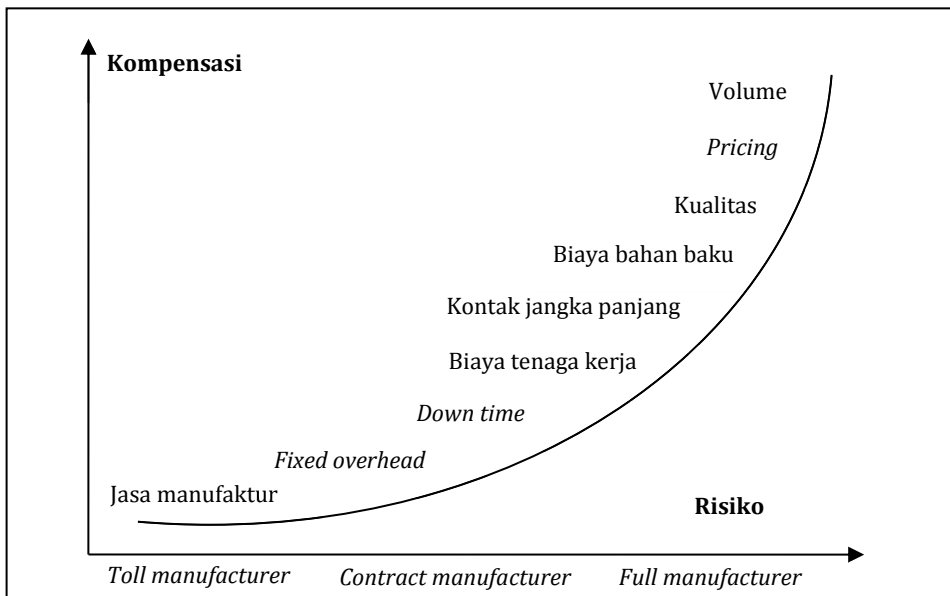 Kompensasi
Volume
Pricing
Kualitas
Biaya bahan baku
Kontak jangka panjang
Biaya tenaga kerja
Down time
Fixed overhead
Jasa manufaktur
Risiko
Toll manufacturer Contract manufacturer Full manufacturer